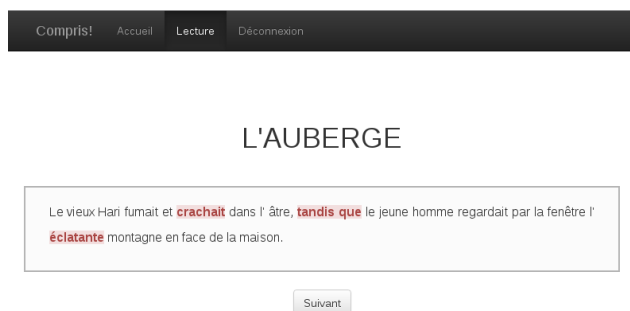 Compris! Accueil Lecture Déconnexion
L'AUBERGE
Le vieux Hari fumait et crachait dans l' âtre, tandis que le jeune homme regardait par la fenêtre l'
éclatante montagne en face de la maison.
Suivant